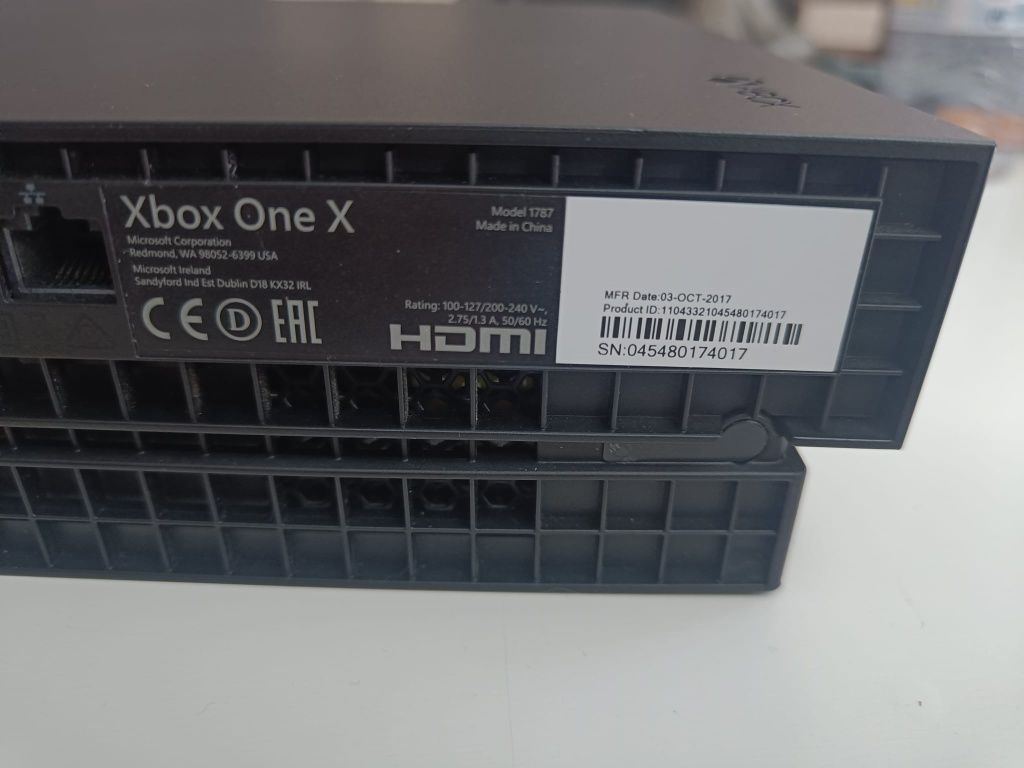 XBOX
Xbox One X
Microsoft Corporation
Redmond, WA 98052-6399 USA
Microsoft Ireland
Sandyford Ind Est Dublin D18 KX32 IRL
CE D EAC
Model 1787
Made in China
Rating: 100-127/200-240 V~,
2.75/1.3 A, 50/60 Hz
HDMI
MFR Date:03-OCT-2017
Product ID:11043321045480174017
SN:045480174017